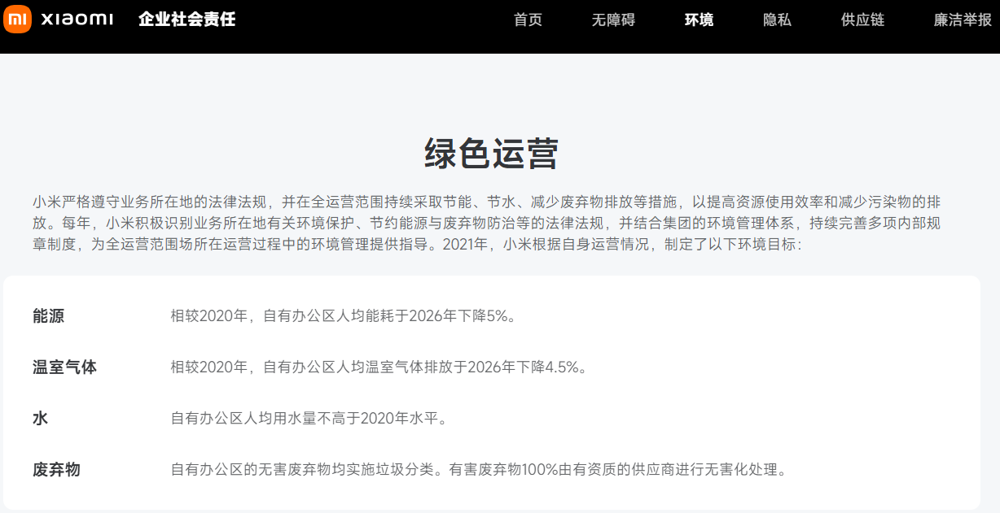 mi xiaomi 企业社会责任 首页 无障碍 环境 隐私 供应链 廉洁举报
绿色运营
小米严格遵守业务所在地的法律法规，并在全运营范围持续采取节能、节水、减少废弃物排放等措施，以提高资源使用效率和减少污染物的排
放。每年，小米积极识别业务所在地有关环境保护、节约能源与废弃物防治等的法律法规，并结合集团的环境管理体系，持续完善多项内部规
章制度，为全运营范围场所在运营过程中的环境管理提供指导。2021年，小米根据自身运营情况，制定了以下环境目标：
能源 相较2020年，自有办公区人均能耗于2026年下降5%。
温室气体 相较2020年，自有办公区人均温室气体排放于2026年下降4.5%。
水 自有办公区人均用水量不高于2020年水平。
废弃物 自有办公区的无害废弃物均实施垃圾分类。有害废弃物100%由有资质的供应商进行无害化处理。